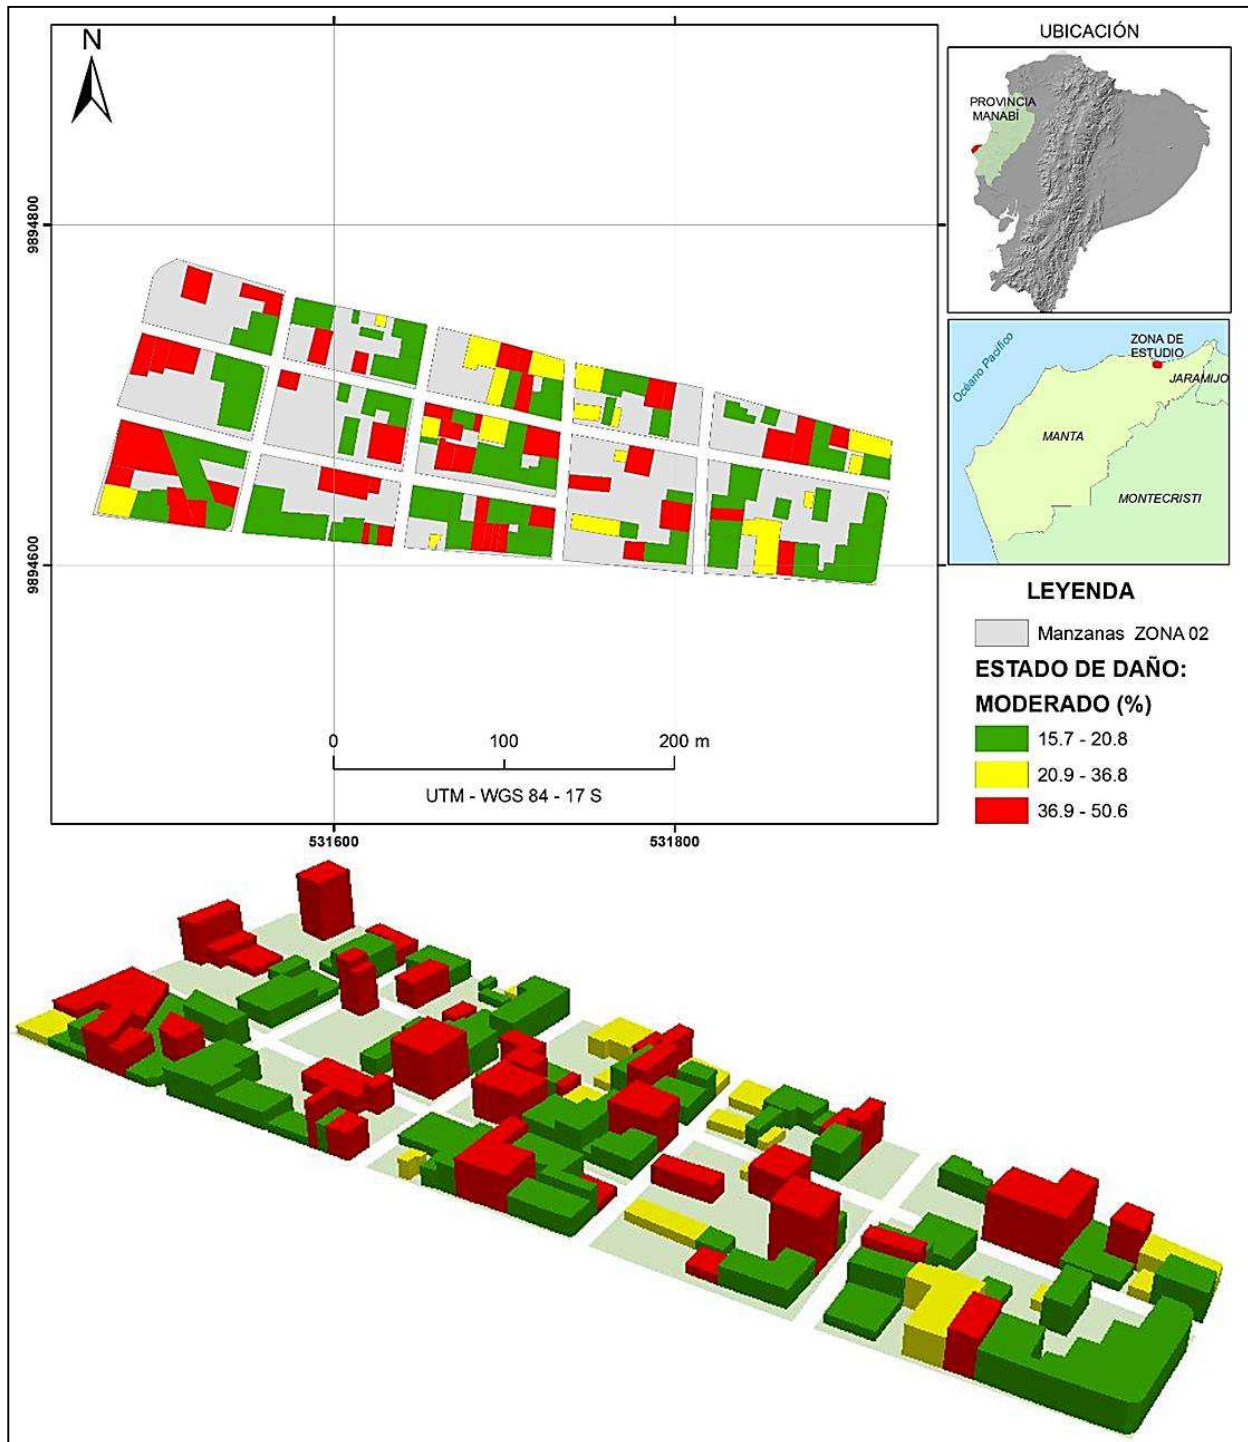 N
9894800
9894600
0 100 200 m
UTM - WGS 84 - 17 S
531600 531800
UBICACIÓN
PROVINCIA
MANABÍ
ZONA DE
ESTUDIO
Océano Pacífico
JARAMIJO
MANTA
MONTECRISTI
LEYENDA
Manzanas ZONA 02
ESTADO DE DAÑO:
MODERADO (%)
15.7 - 20.8
20.9 - 36.8
36.9 - 50.6